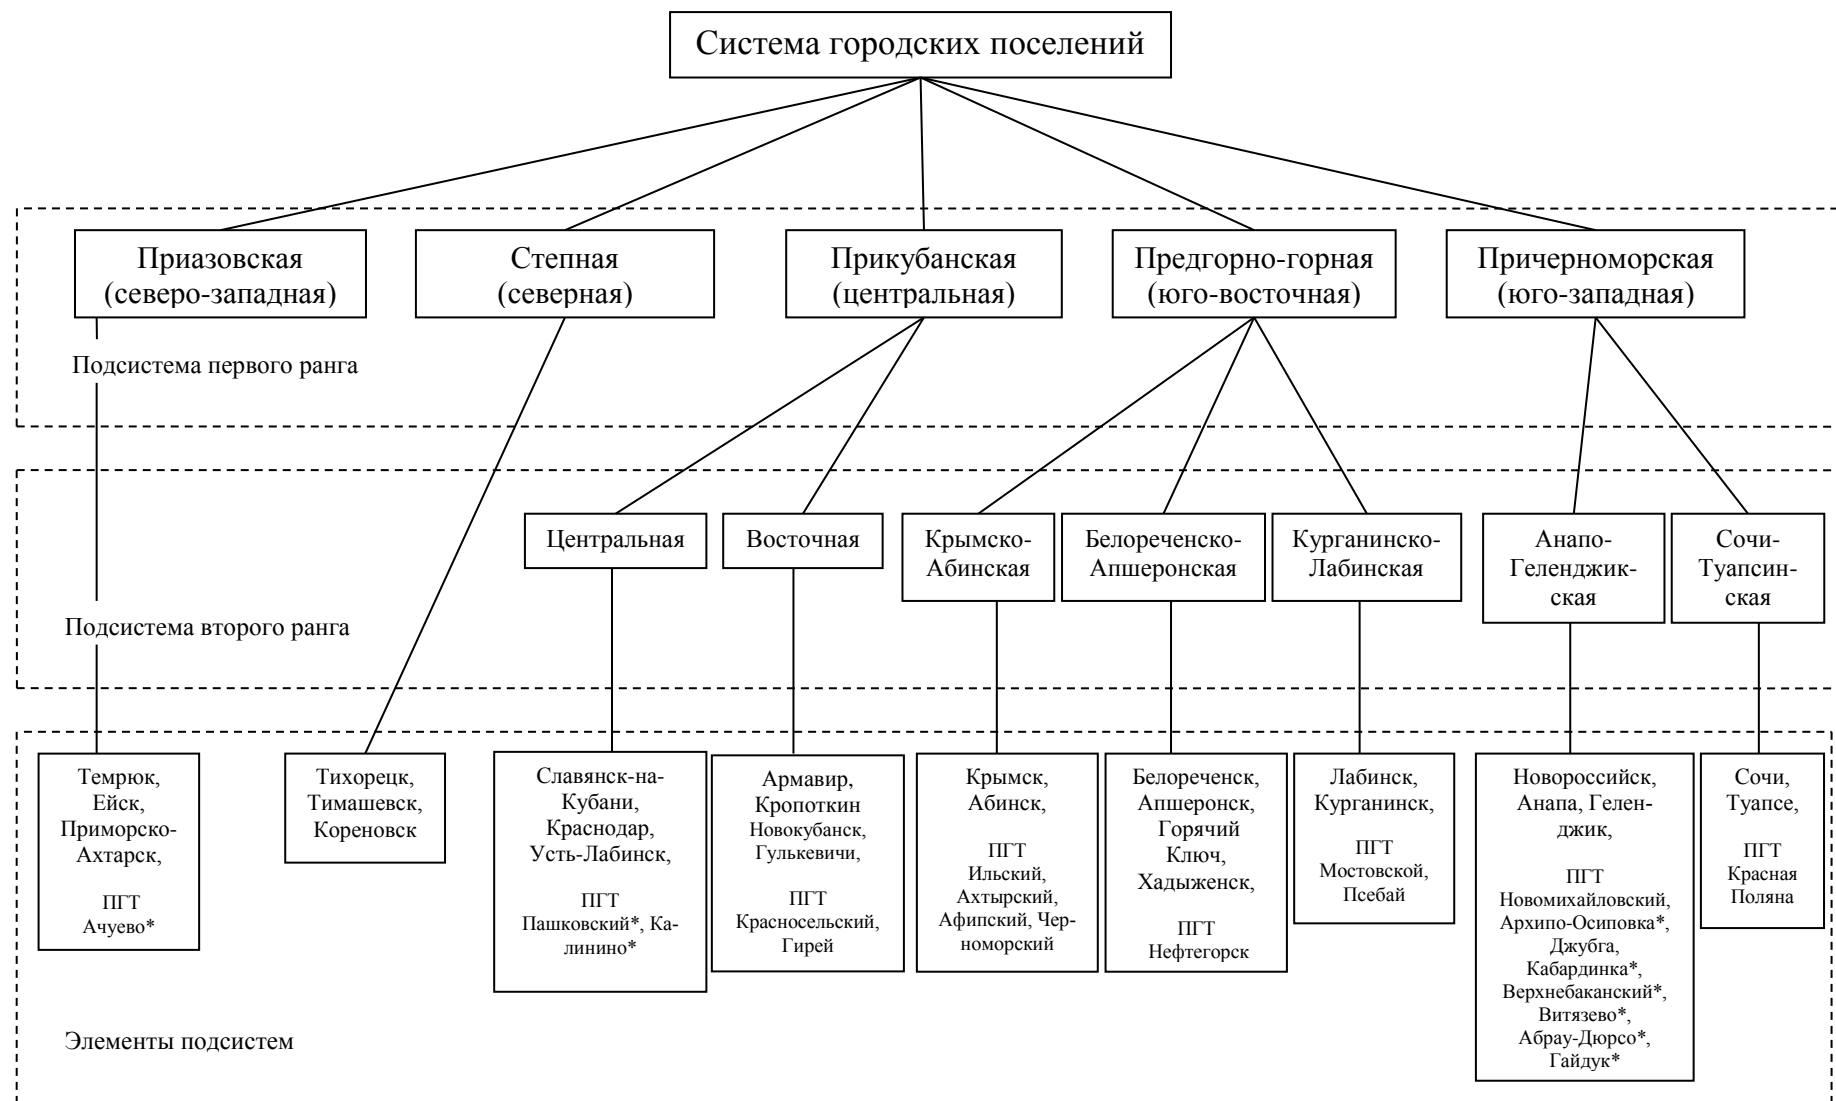 Система городских поселений
Приазовская
(северо-западная)
Степная
(северная)
Прикубанская
(центральная)
Предгорно-горная
(юго-восточная)
Причерноморская
(юго-западная)
Подсистема первого ранга
Центральная
Восточная
Крымско-
Абинская
Белореченско-
Апшеронская
Курганинско-
Лабинская
Анапо-
Геленджик-
ская
Сочи-
Туапсин-
ская
Подсистема второго ранга
Темрюк,
Ейск,
Приморско-
Ахтарск,
ПГТ
Ачуево*
Тихорецк,
Тимашевск,
Кореновск
Славянск-на-
Кубани,
Краснодар,
Усть-Лабинск,
ПГТ
Пашковский*, Ка-
линино*
Армавир,
Кропоткин
Новокубанск,
Гулькевичи,
ПГТ
Красносельский,
Гирей
Крымск,
Абинск,
ПГТ
Ильский,
Ахтырский,
Афипский, Чер-
номорский
Белореченск,
Апшеронск,
Горячий
Ключ,
Хадыженск,
ПГТ
Нефтегорск
Лабинск,
Курганинск,
ПГТ
Мостовской,
Псебай
Новороссийск,
Анапа, Гелен-
джик,
ПГТ
Новомихайловский,
Архипо-Осиповка*,
Джубга,
Кабардинка*,
Верхнебаканский*,
Витязево*,
Абрау-Дюрсо*,
Гайдук*
Сочи,
Туапсе,
ПГТ
Красная
Поляна
Элементы подсистем